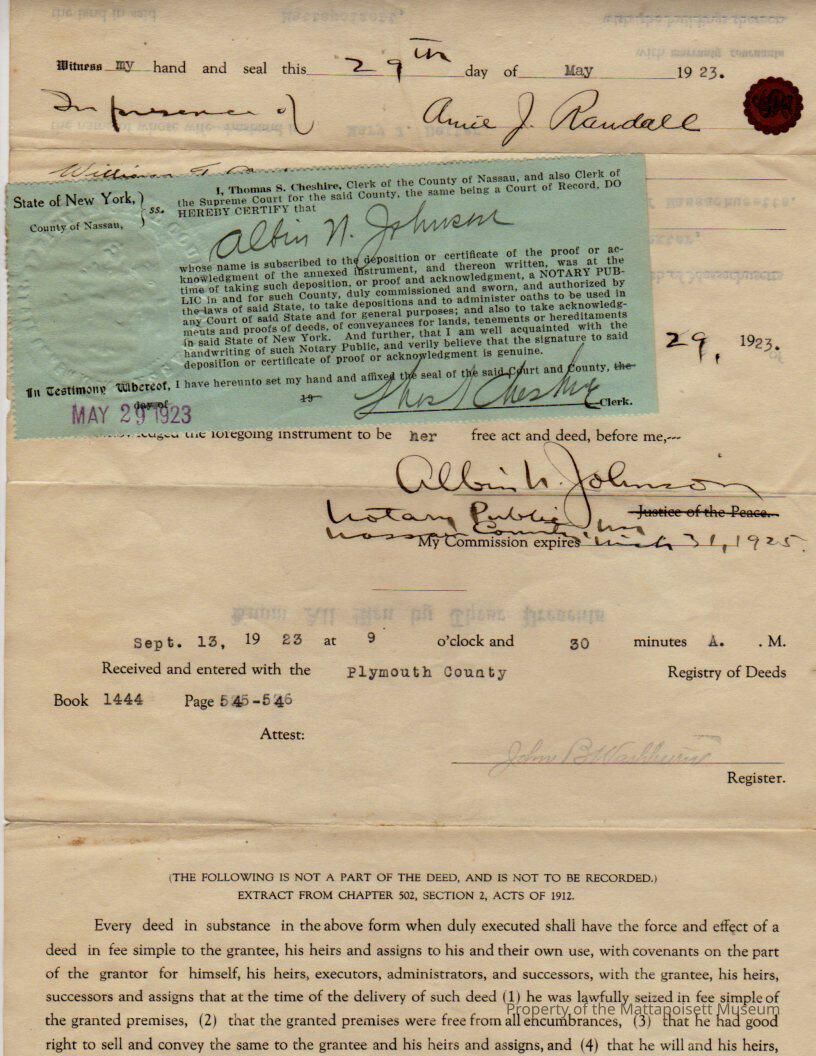 Witness my hand and seal this 29th day of May 1923.
In presence of Amie J. Randall
William
State of New York, } ss.
County of Nassau,
I, Thomas S. Cheshire, Clerk of the County of Nassau, and also Clerk of
the Supreme Court for the said County, the same being a Court of Record, DO
HEREBY CERTIFY that
Albin N. Johnson
whose name is subscribed to the deposition or certificate of the proof or ac-
knowledgment of the annexed instrument, and thereon written, was at the
time of taking such deposition, or proof and acknowledgment, a NOTARY PUB-
LIC in and for such County, duly commissioned and sworn, and authorized by
the laws of said State, to take depositions and to administer oaths to be used in
any Court of said State and for general purposes; and also to take acknowledg-
ments and proofs of deeds, of conveyances for lands, tenements or hereditaments
in said State of New York. And further, that I am well acquainted with the
handwriting of such Notary Public, and verily believe the signature to said
deposition or certificate of proof or acknowledgment is genuine.
In Testimony Whereof, I have hereunto set my hand and affixed the seal of the said Court and County, the
day of 19 Thos S Cheshire Clerk.
MAY 29 1923
29, 1923.
the foregoing instrument to be her free act and deed, before me,--
Albin N. Johnson
Notary Public Justice of the Peace.
Nassau County NY
My Commission expires Mch 31, 1925.
Know All Men by These Presents
Sept. 13, 1923 at 9 o'clock and 30 minutes A. .M.
Received and entered with the Plymouth County Registry of Deeds
Book 1444 Page 545-546
Attest:
John B Washburn
Register.
(THE FOLLOWING IS NOT A PART OF THE DEED, AND IS NOT TO BE RECORDED.)
EXTRACT FROM CHAPTER 502, SECTION 2, ACTS OF 1912.
Every deed in substance in the above form when duly executed shall have the force and effect of a
deed in fee simple to the grantee, his heirs and assigns to his and their own use, with covenants on the part
of the grantor for himself, his heirs, executors, administrators, and successors, with the grantee, his heirs,
successors and assigns that at the time of the delivery of such deed (1) he was lawfully seized in fee simple of
the granted premises, (2) that the granted premises were free from all encumbrances, (3) that he had good
right to sell and convey the same to the grantee and his heirs and assigns, and (4) that he will and his heirs,
Property of the Mattapoisett Museum